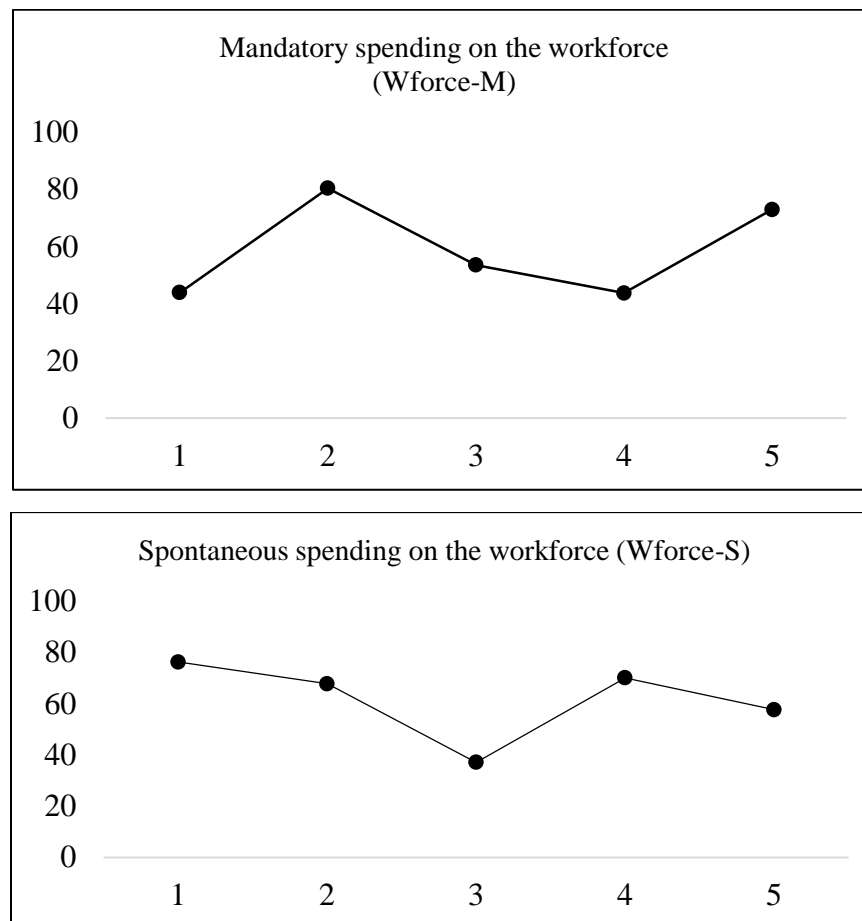 Mandatory spending on the workforce
(Wforce-M)
100
80
60
40
20
0
1 2 3 4 5
Spontaneous spending on the workforce (Wforce-S)
100
80
60
40
20
0
1 2 3 4 5